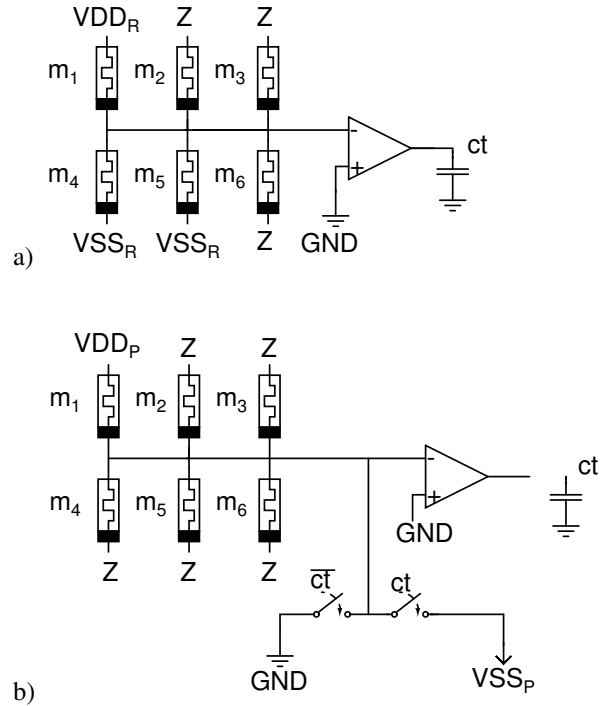 VDD_R Z Z
m_1 m_2 m_3
- ct
m_4 m_5 m_6 +
VSS_R VSS_R Z GND
a)
VDD_P Z Z
m_1 m_2 m_3
- ct
m_4 m_5 m_6 +
GND
Z Z Z
c̅t̅ ct
GND VSS_P
b)